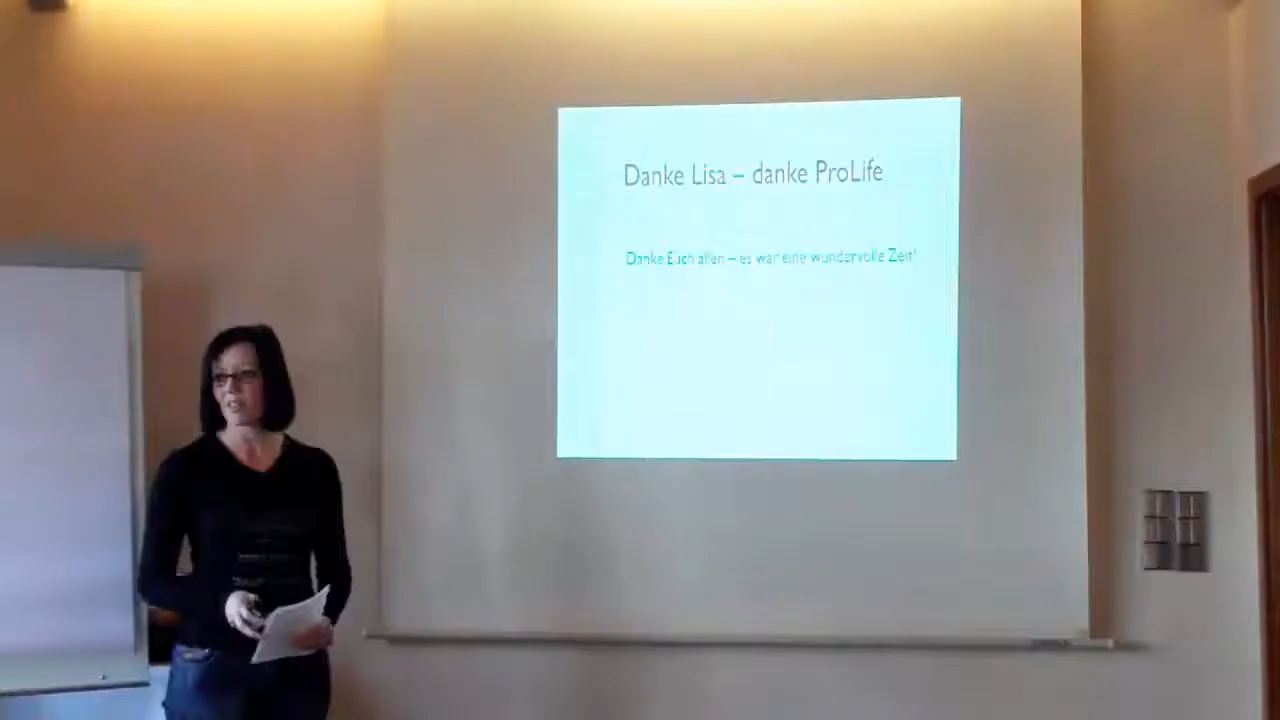 Danke Lisa – danke ProLife
Danke Euch allen – es war eine wundervolle Zeit!